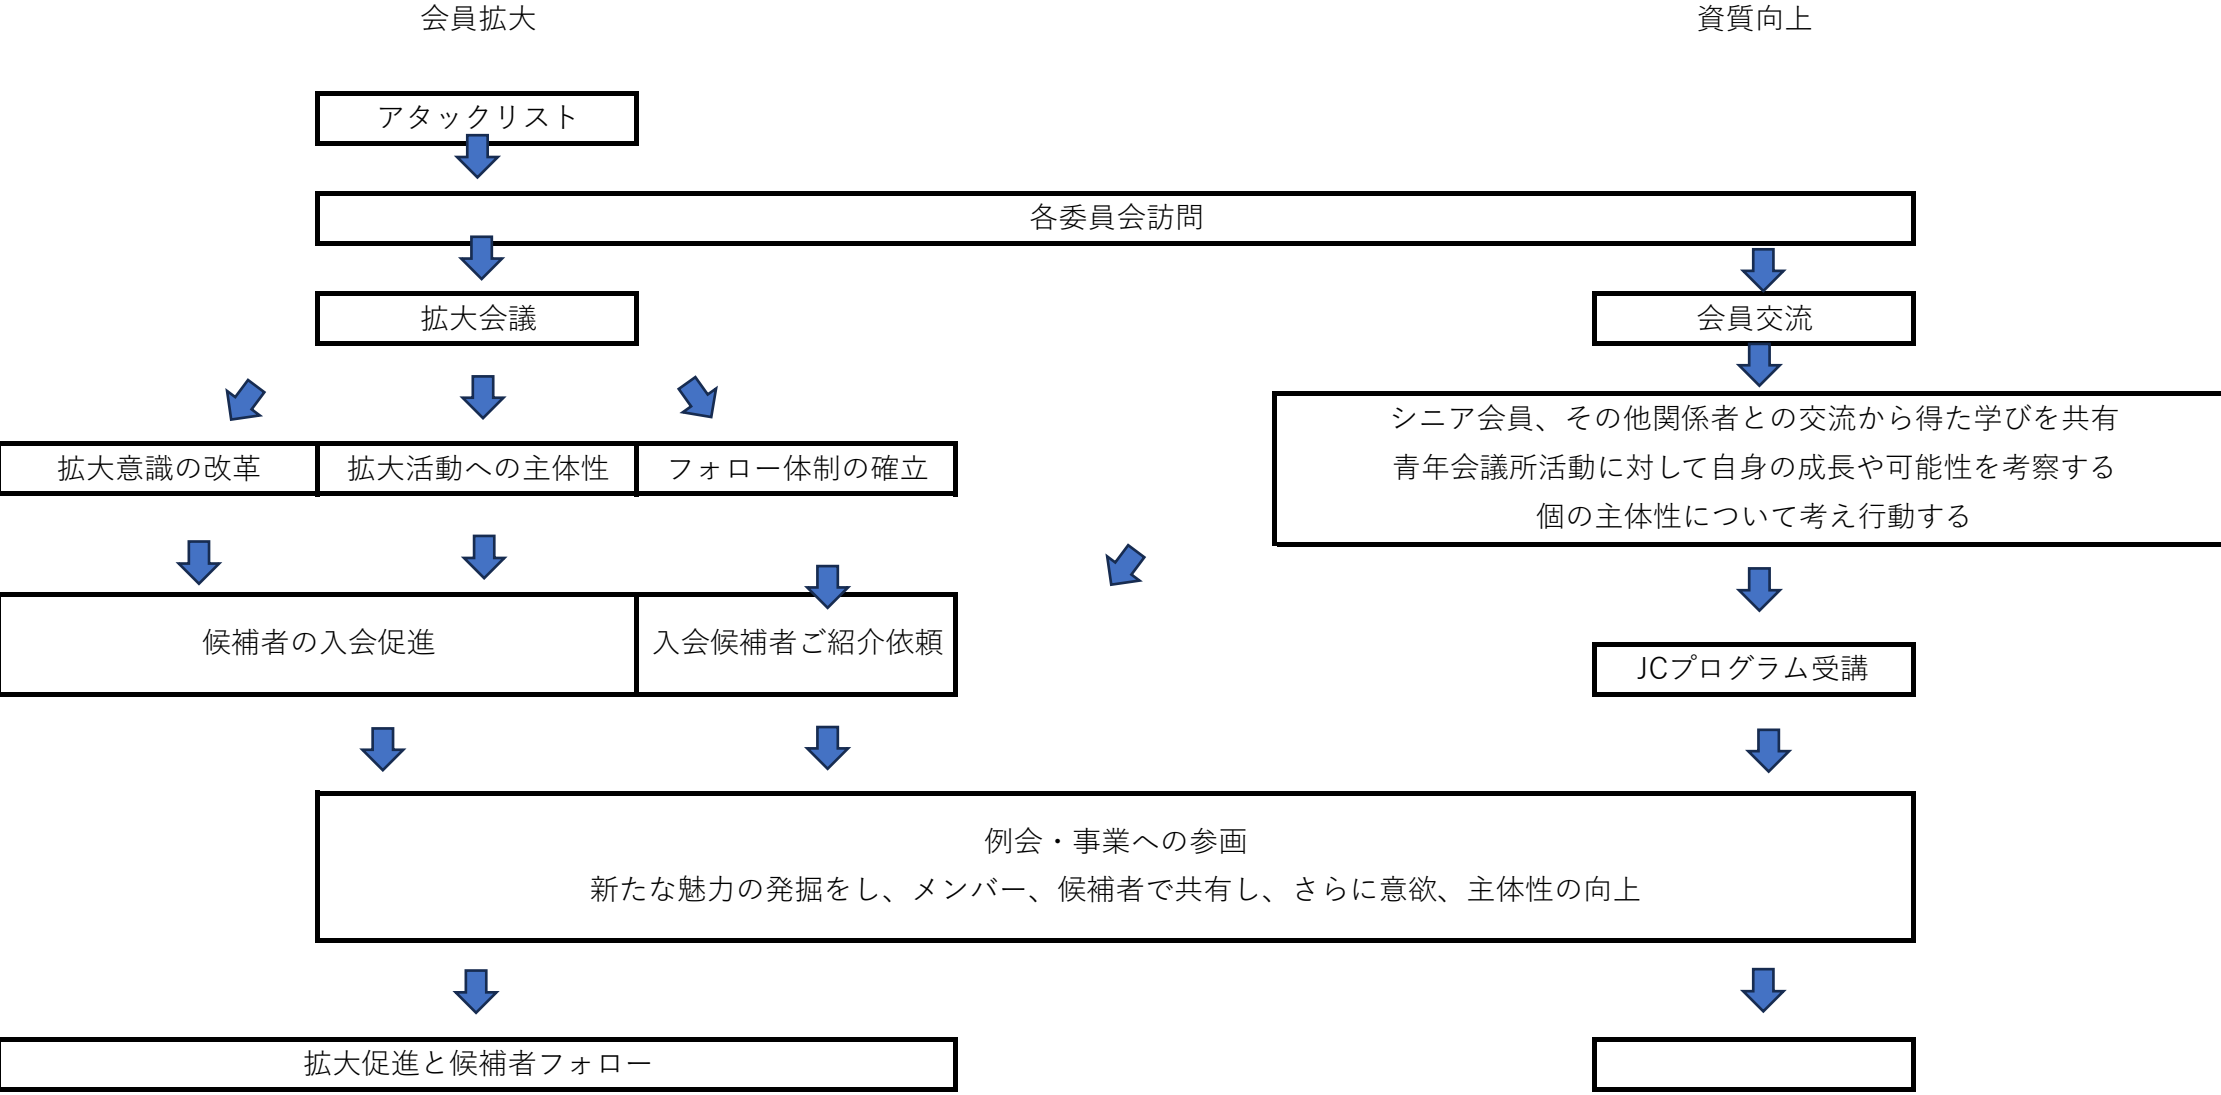 会員拡大
資質向上
アタックリスト
各委員会訪問
拡大会議
会員交流
シニア会員、その他関係者との交流から得た学びを共有
青年会議所活動に対して自身の成長や可能性を考察する
個の主体性について考え行動する
拡大意識の改革
拡大活動への主体性
フォロー体制の確立
候補者の入会促進
入会候補者ご紹介依頼
JCプログラム受講
例会・事業への参画
新たな魅力の発掘をし、メンバー、候補者で共有し、さらに意欲、主体性の向上
拡大促進と候補者フォロー